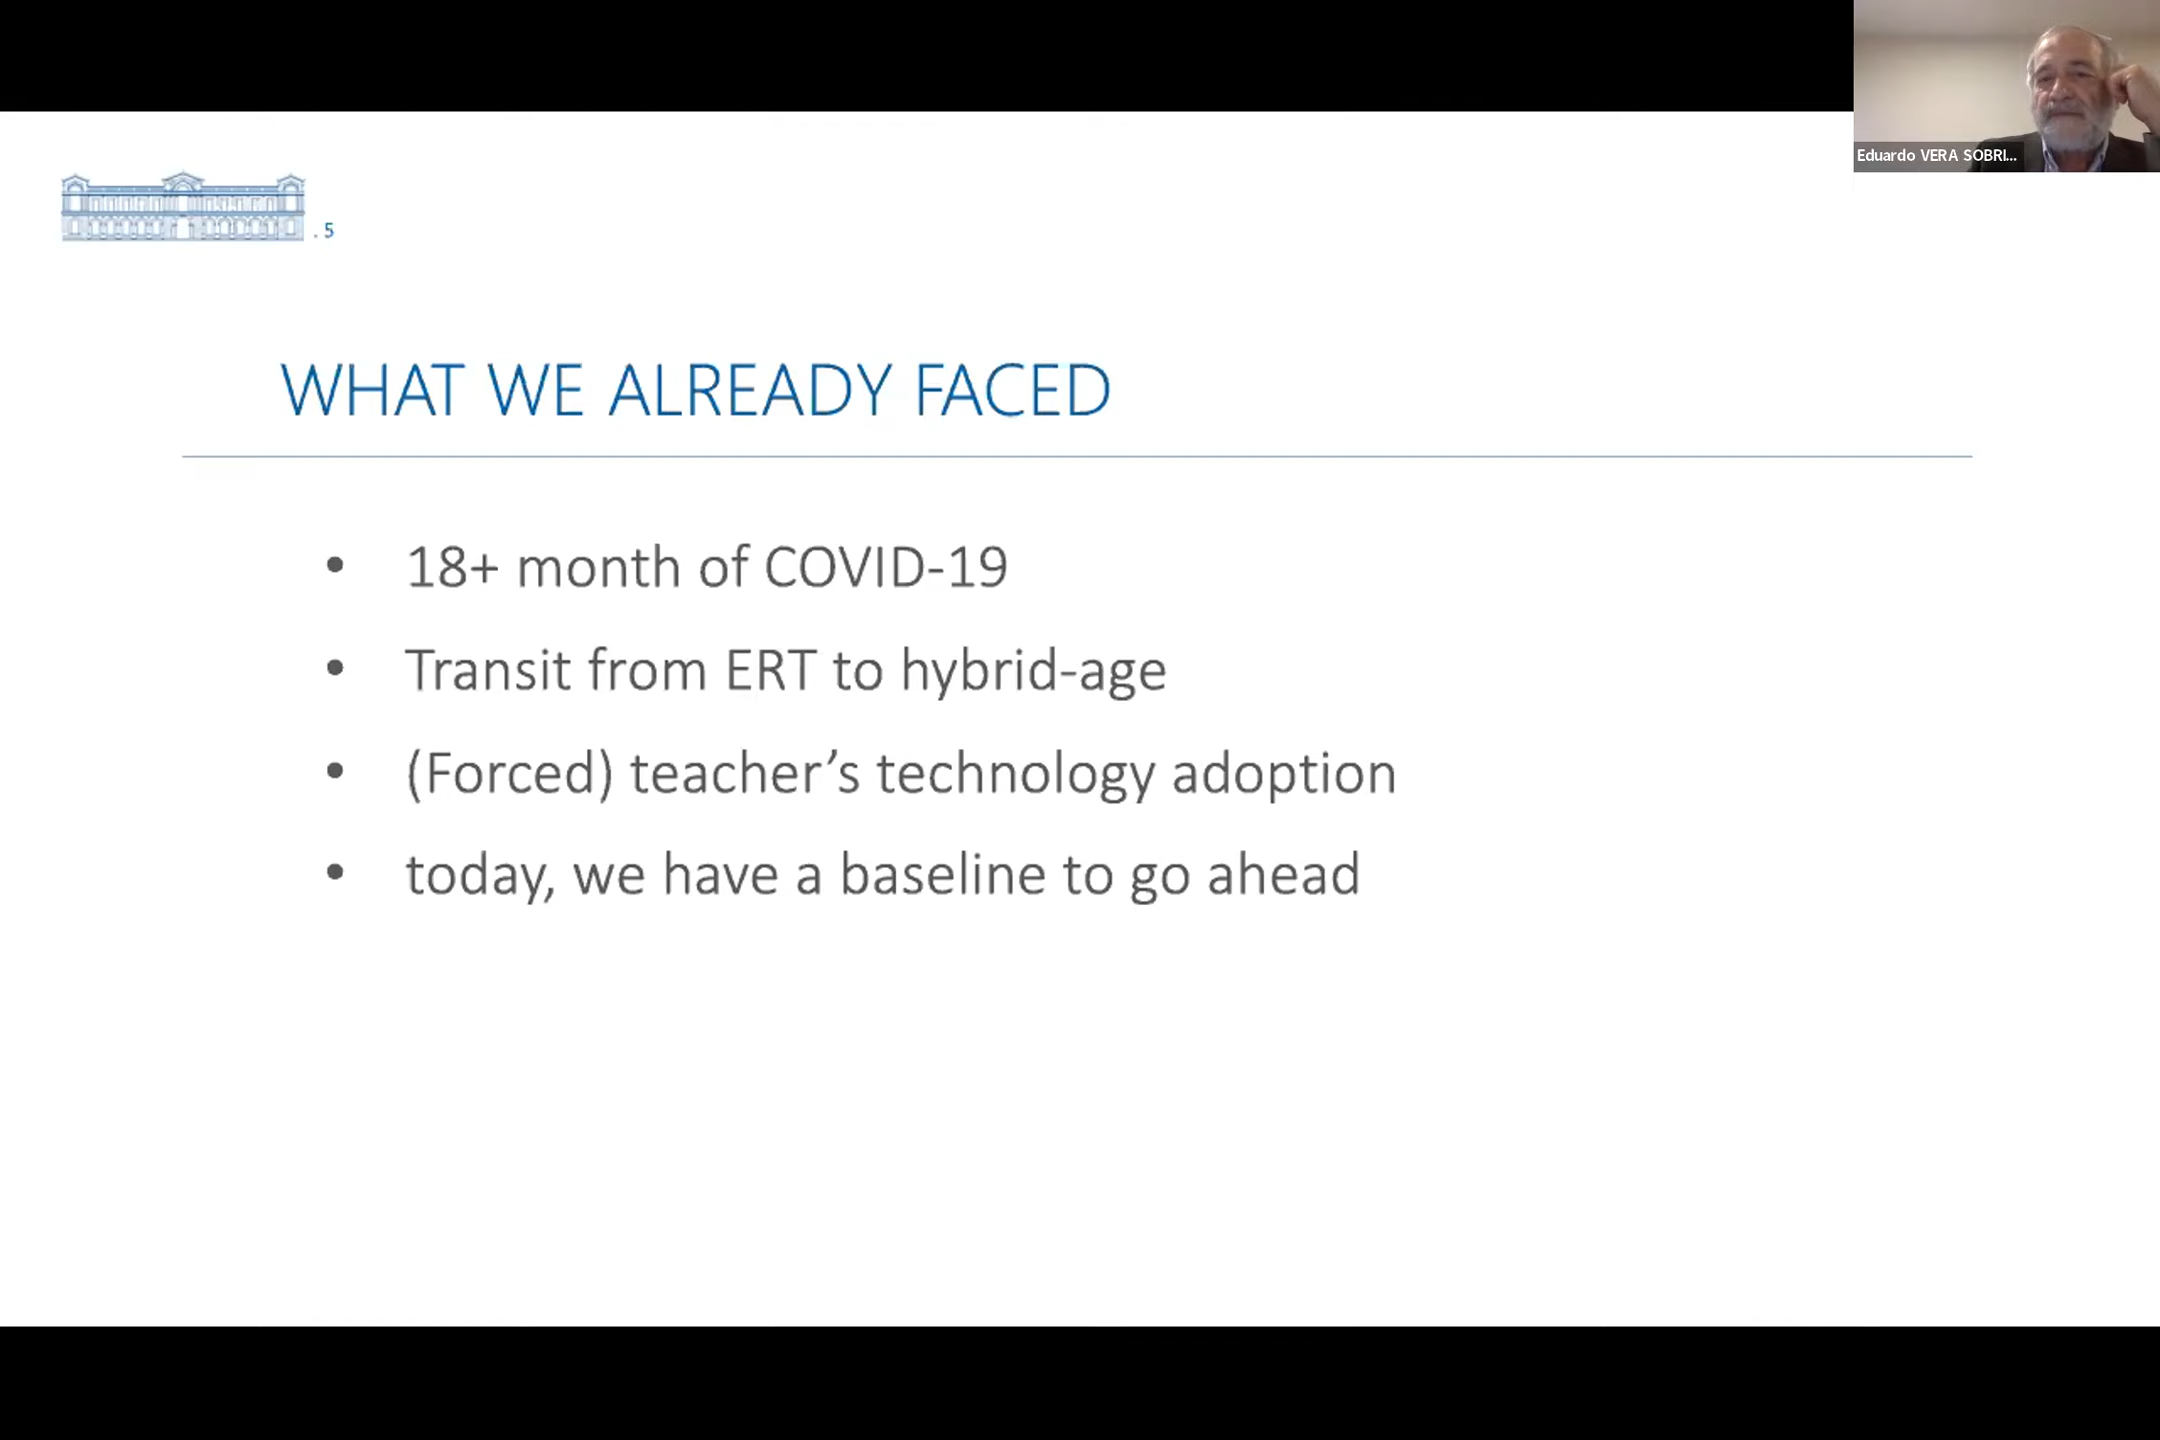 Eduardo VERA SOBRI...
. 5
WHAT WE ALREADY FACED
• 18+ month of COVID-19
• Transit from ERT to hybrid-age
• (Forced) teacher’s technology adoption
• today, we have a baseline to go ahead